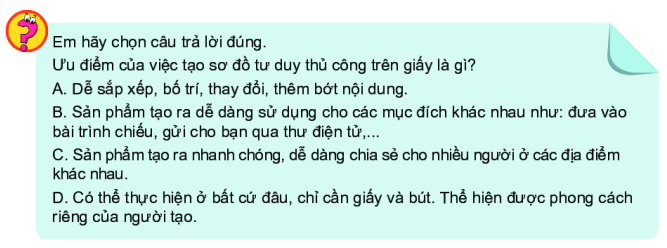 Em hãy chọn câu trả lời đúng.
Ưu điểm của việc tạo sơ đồ tư duy thủ công trên giấy là gì?
A. Dễ sắp xếp, bố trí, thay đổi, thêm bớt nội dung.
B. Sản phẩm tạo ra dễ dàng sử dụng cho các mục đích khác nhau như: đưa vào
bài trình chiếu, gửi cho bạn qua thư điện tử,...
C. Sản phẩm tạo ra nhanh chóng, dễ dàng chia sẻ cho nhiều người ở các địa điểm
khác nhau.
D. Có thể thực hiện ở bất cứ đâu, chỉ cần giấy và bút. Thể hiện được phong cách
riêng của người tạo.